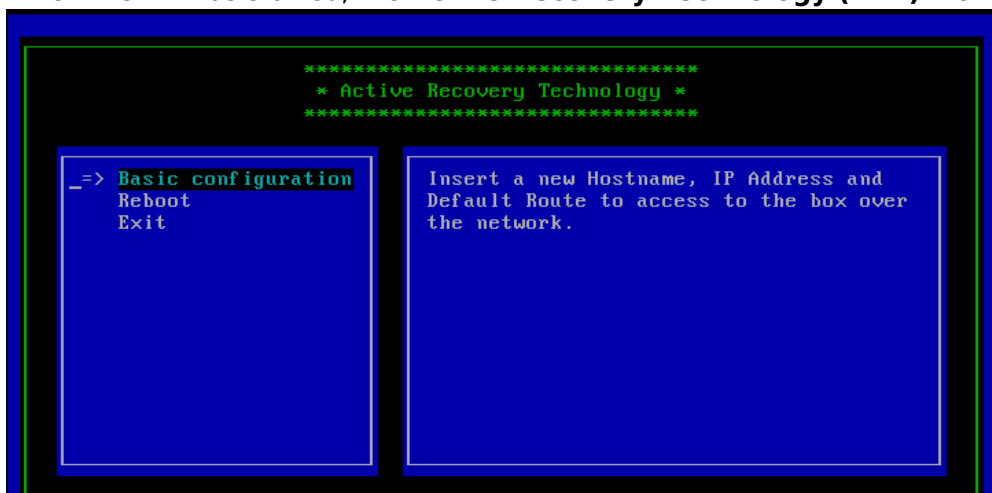 *********************************
* Active Recovery Technology *
*********************************
_=> Basic configuration
Reboot
Exit
Insert a new Hostname, IP Address and
Default Route to access to the box over
the network.